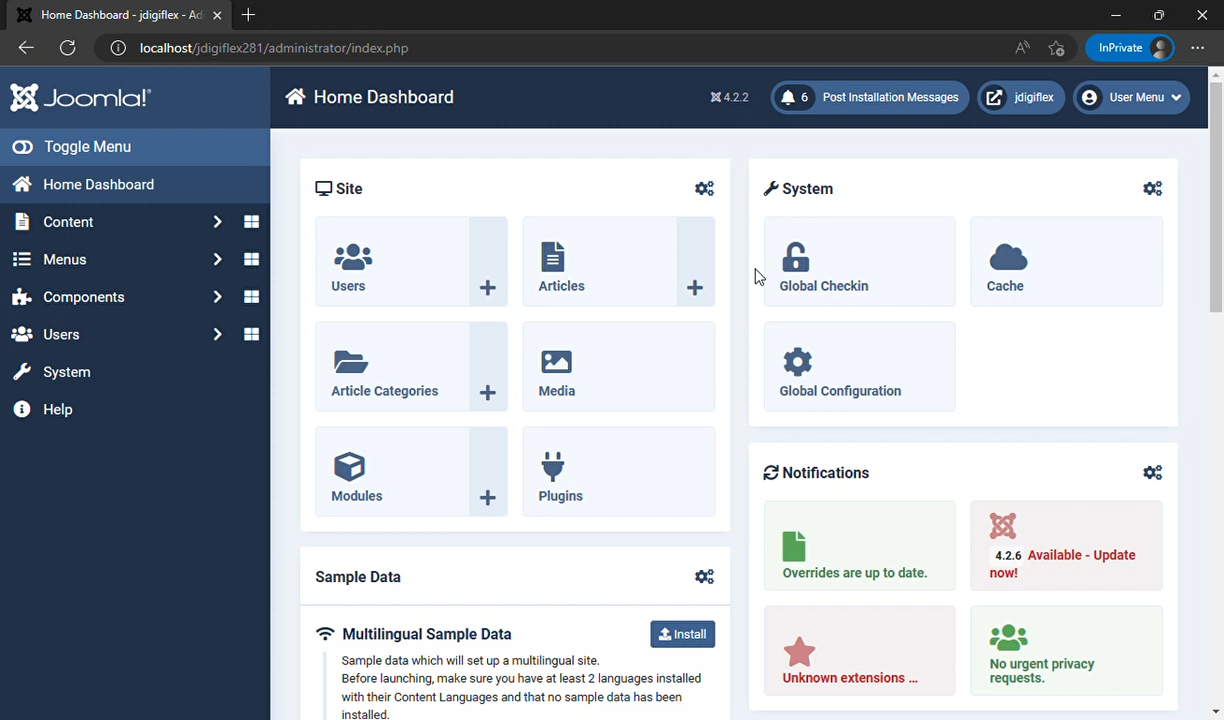 Home Dashboard - jdigiflex - Ad
localhost/jdigiflex281/administrator/index.php
InPrivate
Joomla!®
Home Dashboard
4.2.2
6 Post Installation Messages
jdigiflex
User Menu
Toggle Menu
Home Dashboard
Content
Menus
Components
Users
System
Help
Site
Users
Articles
Article Categories
Media
Modules
Plugins
Sample Data
Multilingual Sample Data
Install
Sample data which will set up a multilingual site.
Before launching, make sure you have at least 2 languages installed
with their Content Languages and that no sample data has been
installed.
System
Global Checkin
Cache
Global Configuration
Notifications
Overrides are up to date.
4.2.6 Available - Update
now!
Unknown extensions ...
No urgent privacy
requests.